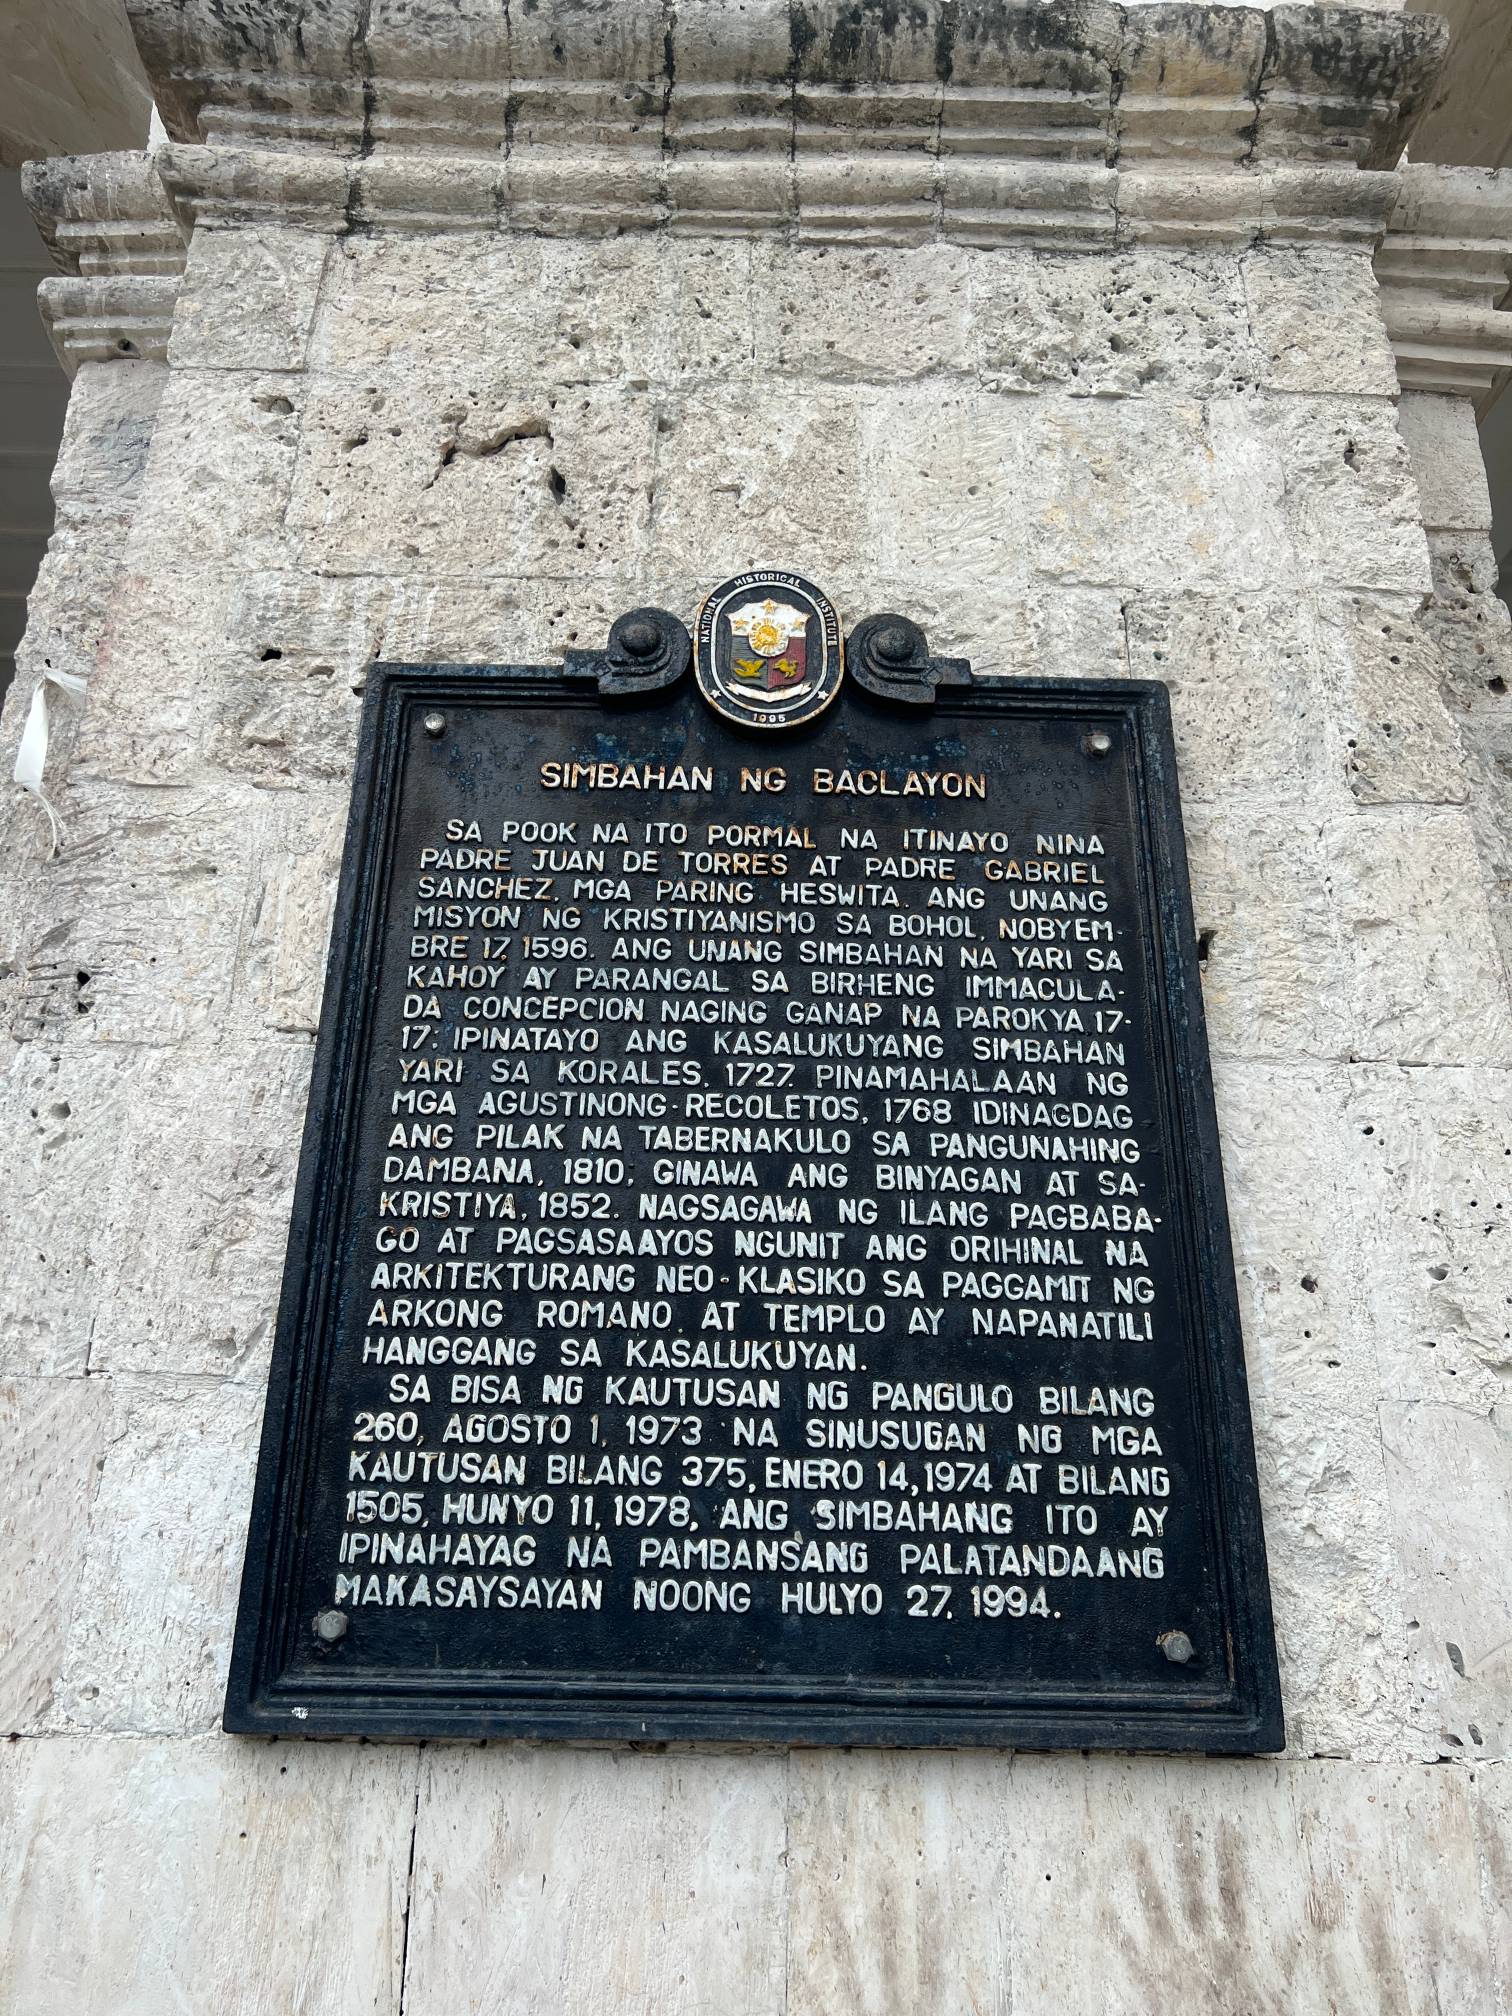 NATIONAL HISTORICAL INSTITUTE
1995
SIMBAHAN NG BACLAYON
SA POOK NA ITO PORMAL NA ITINAYO NINA
PADRE JUAN DE TORRES AT PADRE GABRIEL
SANCHEZ, MGA PARING HESWITA, ANG UNANG
MISYON NG KRISTIYANISMO SA BOHOL, NOBYEM-
BRE 17, 1596. ANG UNANG SIMBAHAN NA YARI SA
KAHOY AY PARANGAL SA BIRHENG IMMACULA-
DA CONCEPCION. NAGING GANAP NA PAROKYA 17-
17; IPINATAYO ANG KASALUKUYANG SIMBAHAN
YARI SA KORALES, 1727. PINAMAHALAAN NG
MGA AGUSTINONG-RECOLETOS, 1768 IDINAGDAG
ANG PILAK NA TABERNAKULO SA PANGUNAHING
DAMBANA, 1810; GINAWA ANG BINYAGAN AT SA-
KRISTIYA, 1852. NAGSAGAWA NG ILANG PAGBABA-
GO AT PAGSASAAYOS NGUNIT ANG ORIHINAL NA
ARKITEKTURANG NEO-KLASIKO SA PAGGAMIT NG
ARKONG ROMANO, AT TEMPLO AY NAPANATILI
HANGGANG SA KASALUKUYAN.
SA BISA NG KAUTUSAN NG PANGULO BILANG
260, AGOSTO 1, 1973 NA SINUSUGAN NG MGA
KAUTUSAN BILANG 375, ENERO 14, 1974 AT BILANG
1505, HUNYO 11, 1978, ANG SIMBAHANG ITO AY
IPINAHAYAG NA PAMBANSANG PALATANDAANG
MAKASAYSAYAN NOONG HULYO 27, 1994.